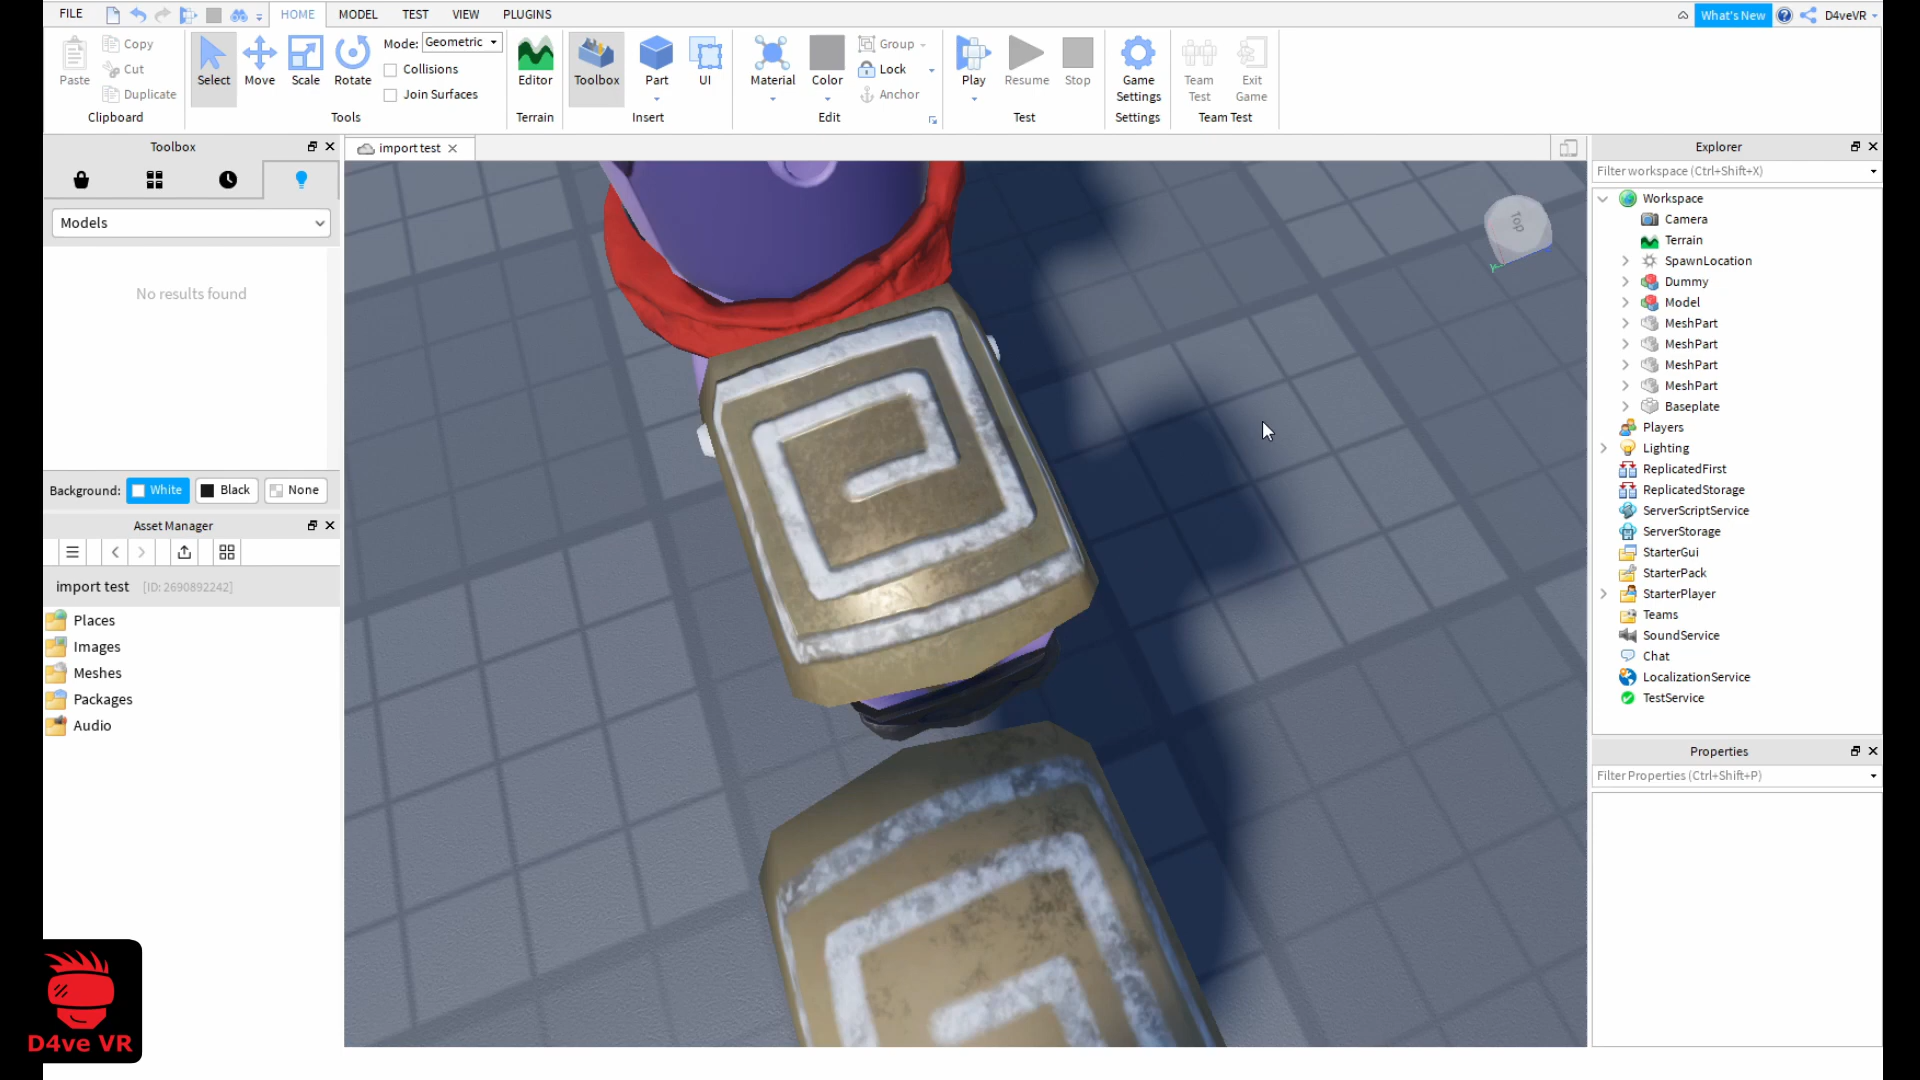 FILE HOME MODEL TEST VIEW PLUGINS What's New D4veVR
Paste Copy Cut Duplicate Clipboard
Select Move Scale Rotate Mode: Geometric Collisions Join Surfaces Tools
Editor Terrain
Toolbox Part UI Insert
Material Color Group Lock Anchor Edit
Play Resume Stop Test
Game Settings Settings
Team Test Exit Game Team Test
Toolbox
Models
No results found
Background: White Black None
Asset Manager
import test [ID: 2690892242]
Places
Images
Meshes
Packages
Audio
D4ve VR
import test
Top
Explorer
Filter workspace (Ctrl+Shift+X)
Workspace
Camera
Terrain
SpawnLocation
Dummy
Model
MeshPart
MeshPart
MeshPart
MeshPart
Baseplate
Players
Lighting
ReplicatedFirst
ReplicatedStorage
ServerScriptService
ServerStorage
StarterGui
StarterPack
StarterPlayer
Teams
SoundService
Chat
LocalizationService
TestService
Properties
Filter Properties (Ctrl+Shift+P)